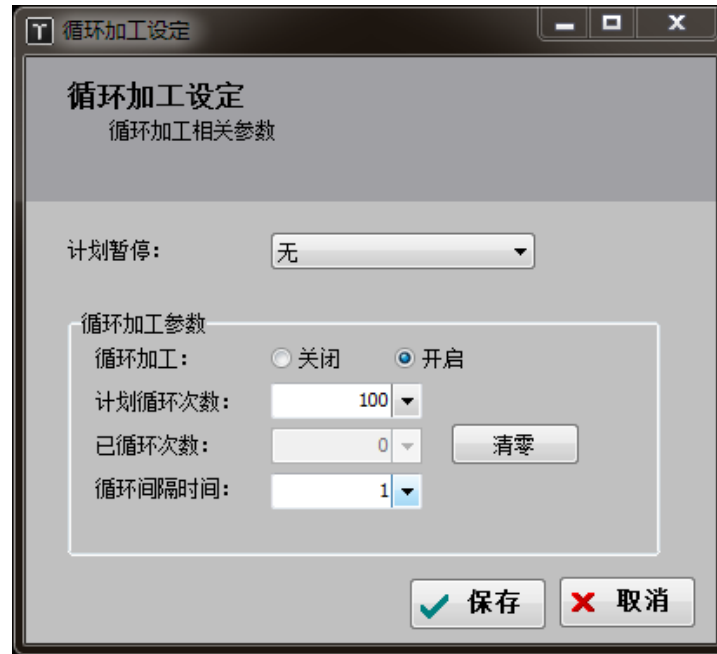 循环加工设定
循环加工设定
循环加工相关参数
计划暂停: 无
循环加工参数
循环加工: 关闭 开启
计划循环次数: 100
已循环次数: 0 清零
循环间隔时间: 1
保存 取消